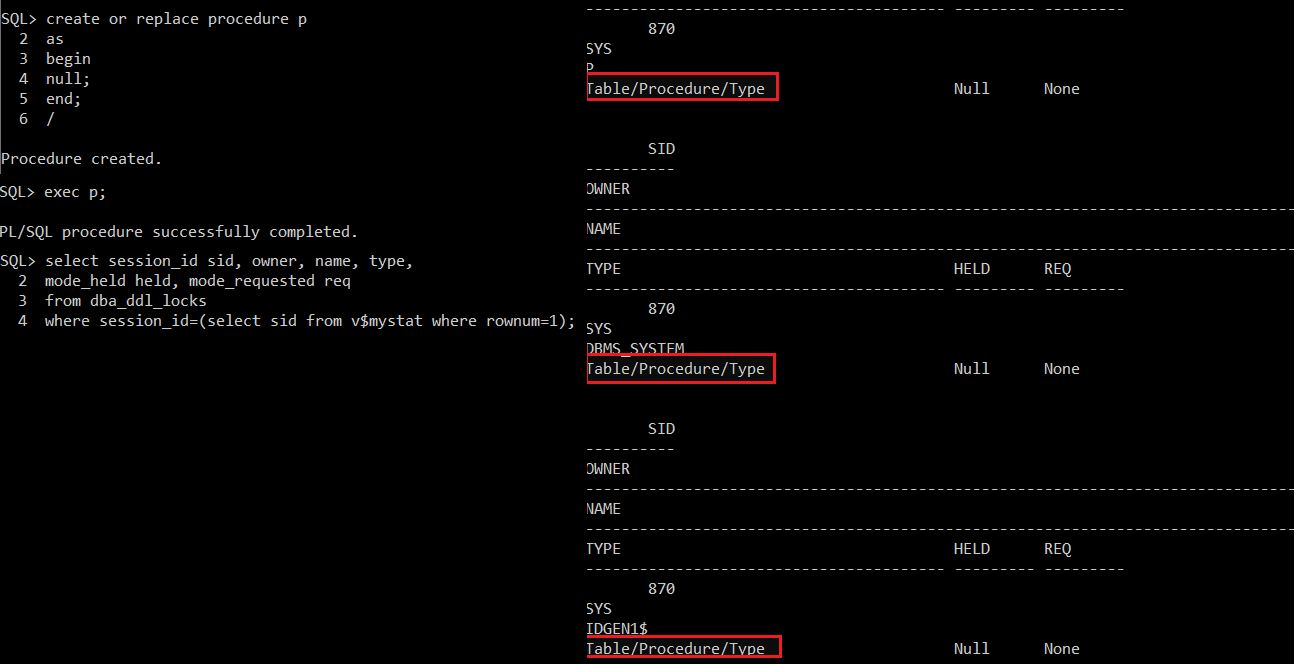 SQL> create or replace procedure p
2 as
3 begin
4 null;
5 end;
6 /
Procedure created.
SQL> exec p;
PL/SQL procedure successfully completed.
SQL> select session_id sid, owner, name, type,
2 mode_held held, mode_requested req
3 from dba_ddl_locks
4 where session_id=(select sid from v$mystat where rownum=1);
---------------------------------------- --------- ---------
870
SYS
P
Table/Procedure/Type Null None
SID
----------
OWNER
-------------------------------------------------------------------------------
NAME
-------------------------------------------------------------------------------
TYPE HELD REQ
---------------------------------------- --------- ---------
870
SYS
DBMS_SYSTEM
Table/Procedure/Type Null None
SID
----------
OWNER
-------------------------------------------------------------------------------
NAME
-------------------------------------------------------------------------------
TYPE HELD REQ
---------------------------------------- --------- ---------
870
SYS
IDGEN1$
Table/Procedure/Type Null None